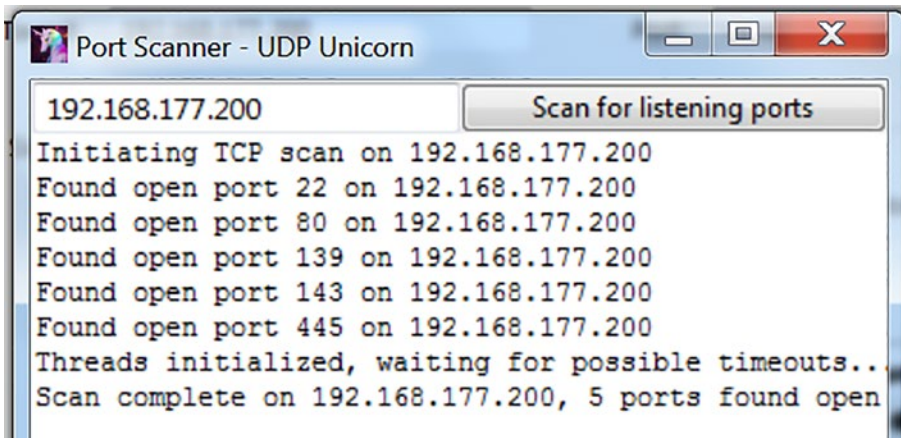 Port Scanner - UDP Unicorn
192.168.177.200
Scan for listening ports
Initiating TCP scan on 192.168.177.200
Found open port 22 on 192.168.177.200
Found open port 80 on 192.168.177.200
Found open port 139 on 192.168.177.200
Found open port 143 on 192.168.177.200
Found open port 445 on 192.168.177.200
Threads initialized, waiting for possible timeouts...
Scan complete on 192.168.177.200, 5 ports found open